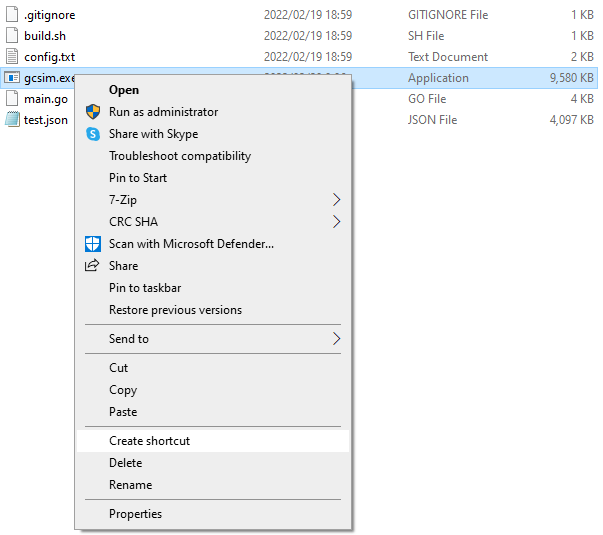 .gitignore 2022/02/19 18:59 GITIGNORE File 1 KB
build.sh 2022/02/19 18:59 SH File 1 KB
config.txt 2022/02/19 18:59 Text Document 2 KB
gcsim.exe Application 9,580 KB
main.go GO File 4 KB
test.json JSON File 4,097 KB
Open
Run as administrator
Share with Skype
Troubleshoot compatibility
Pin to Start
7-Zip
CRC SHA
Scan with Microsoft Defender...
Share
Pin to taskbar
Restore previous versions
Send to
Cut
Copy
Paste
Create shortcut
Delete
Rename
Properties